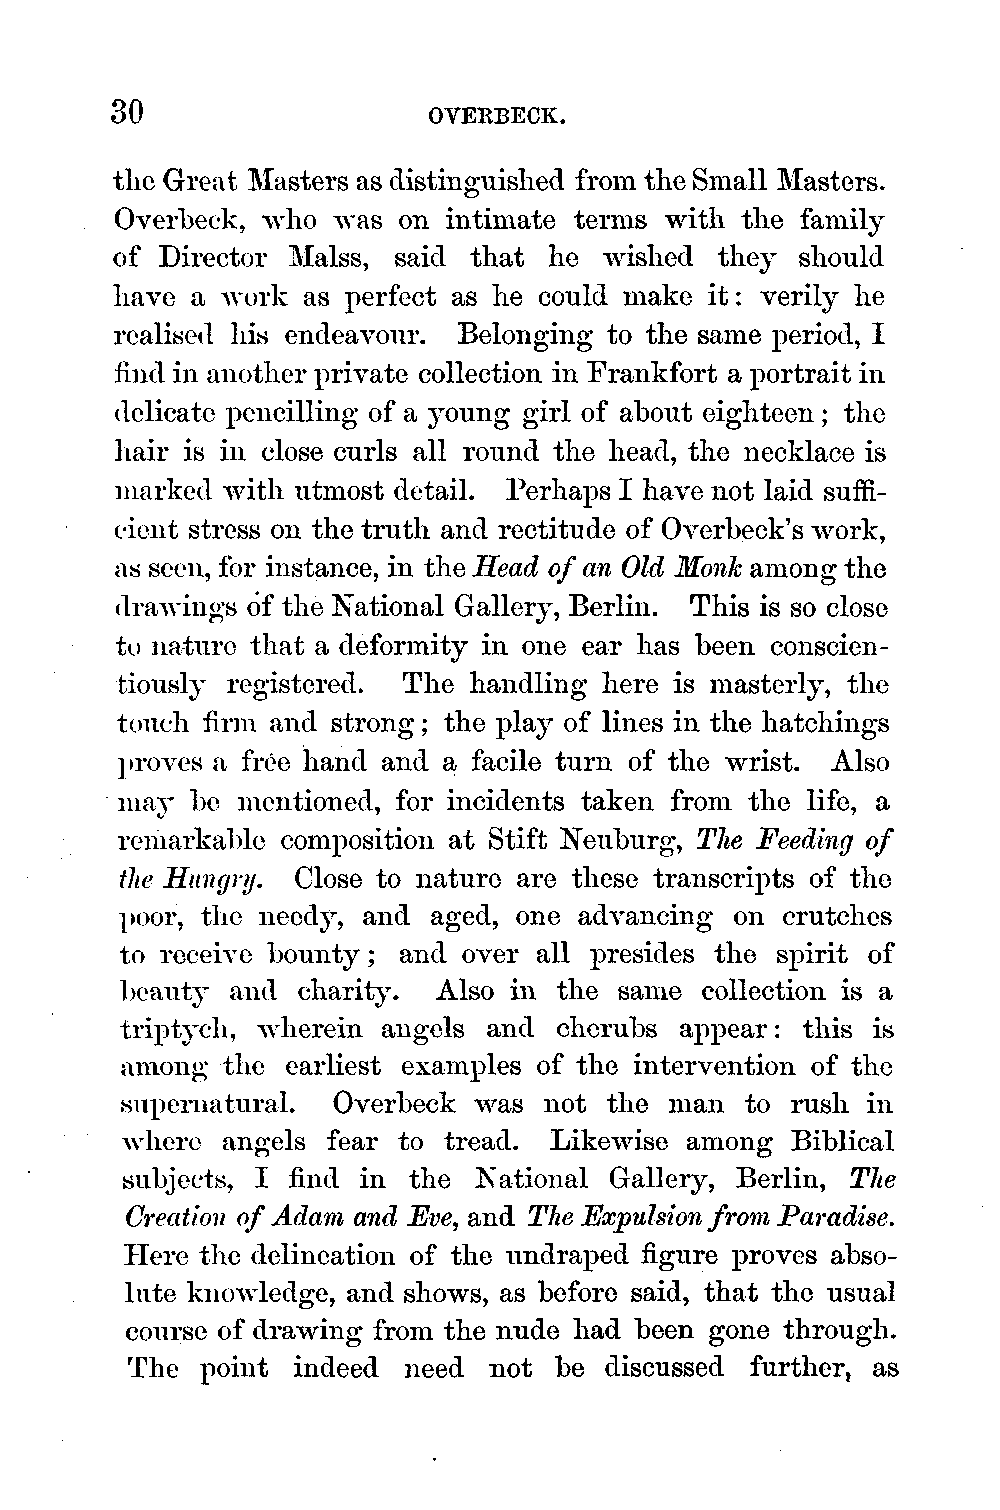 30 OVERBECK.
the Great Masters as distinguished from the Small Masters.
Overbeck, who was on intimate terms with the family
of Director Malss, said that he wished they should
have a work as perfect as he could make it: verily he
realised his endeavour. Belonging to the same period, I
find in another private collection in Frankfort a portrait in
delicate pencilling of a young girl of about eighteen; the
hair is in close curls all round the head, the necklace is
marked with utmost detail. Perhaps I have not laid suffi-
cient stress on the truth and rectitude of Overbeck's work,
as seen, for instance, in the Head of an Old Monk among the
drawings of the National Gallery, Berlin. This is so close
to nature that a deformity in one ear has been conscien-
tiously registered. The handling here is masterly, the
touch firm and strong; the play of lines in the hatchings
proves a free hand and a facile turn of the wrist. Also
may be mentioned, for incidents taken from the life, a
remarkable composition at Stift Neuburg, The Feeding of
the Hungry. Close to nature are these transcripts of the
poor, the needy, and aged, one advancing on crutches
to receive bounty; and over all presides the spirit of
beauty and charity. Also in the same collection is a
triptych, wherein angels and cherubs appear: this is
among the earliest examples of the intervention of the
supernatural. Overbeck was not the man to rush in
where angels fear to tread. Likewise among Biblical
subjects, I find in the National Gallery, Berlin, The
Creation of Adam and Eve, and The Expulsion from Paradise.
Here the delineation of the undraped figure proves abso-
lute knowledge, and shows, as before said, that the usual
course of drawing from the nude had been gone through.
The point indeed need not be discussed further, as